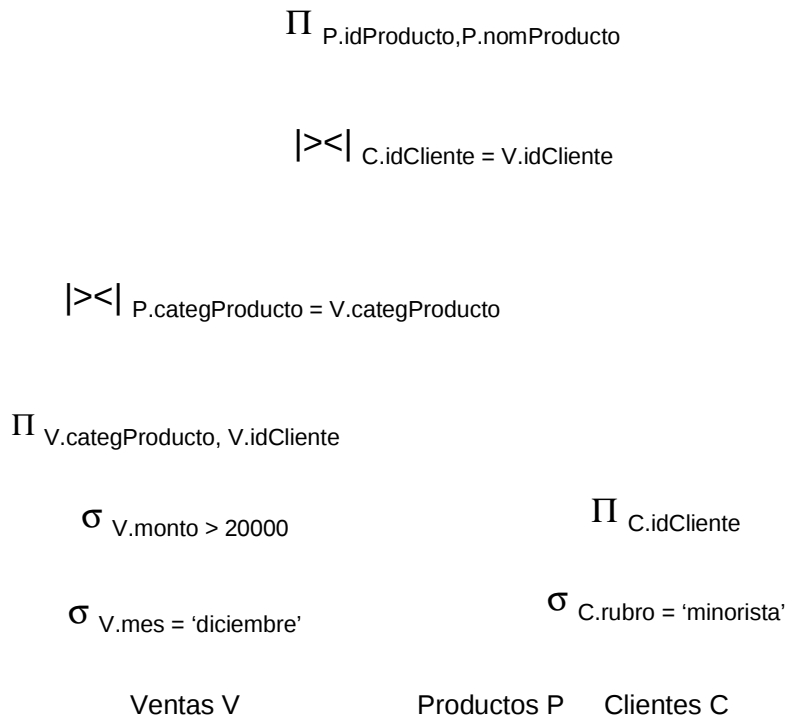 Π P.idProducto,P.nomProducto
|><| C.idCliente = V.idCliente
|><| P.categProducto = V.categProducto
Π V.categProducto, V.idCliente
σ V.monto > 20000
Π C.idCliente
σ V.mes = ‘diciembre’
σ C.rubro = ‘minorista’
Ventas V
Productos P
Clientes C